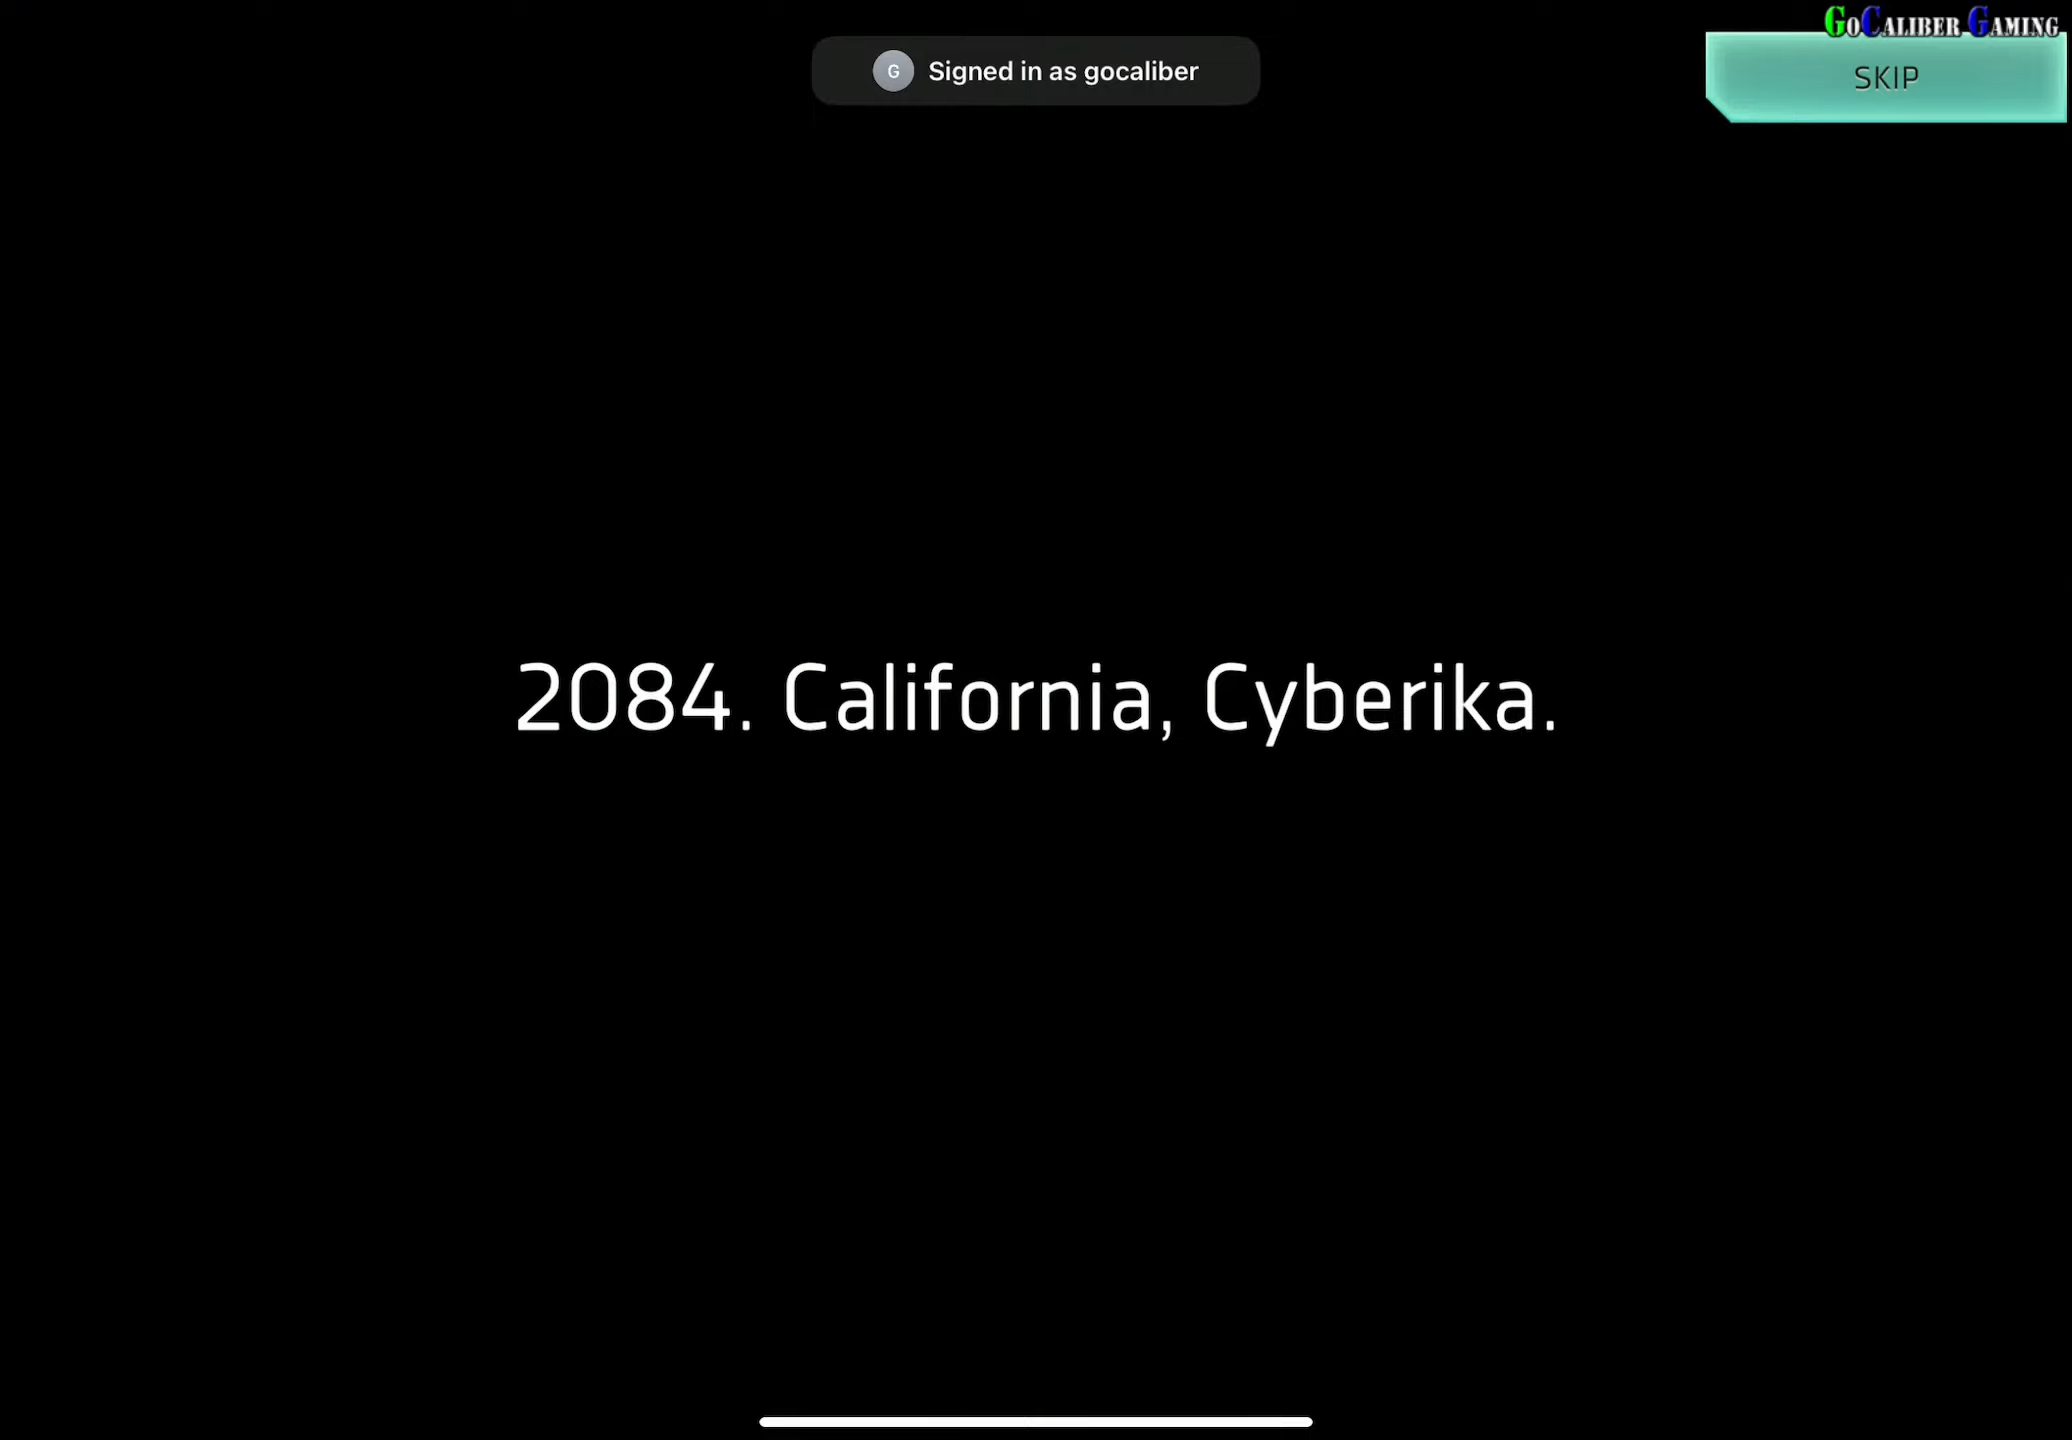 GoCaliber Gaming
G Signed in as gocaliber
SKIP
2084. California, Cyberika.